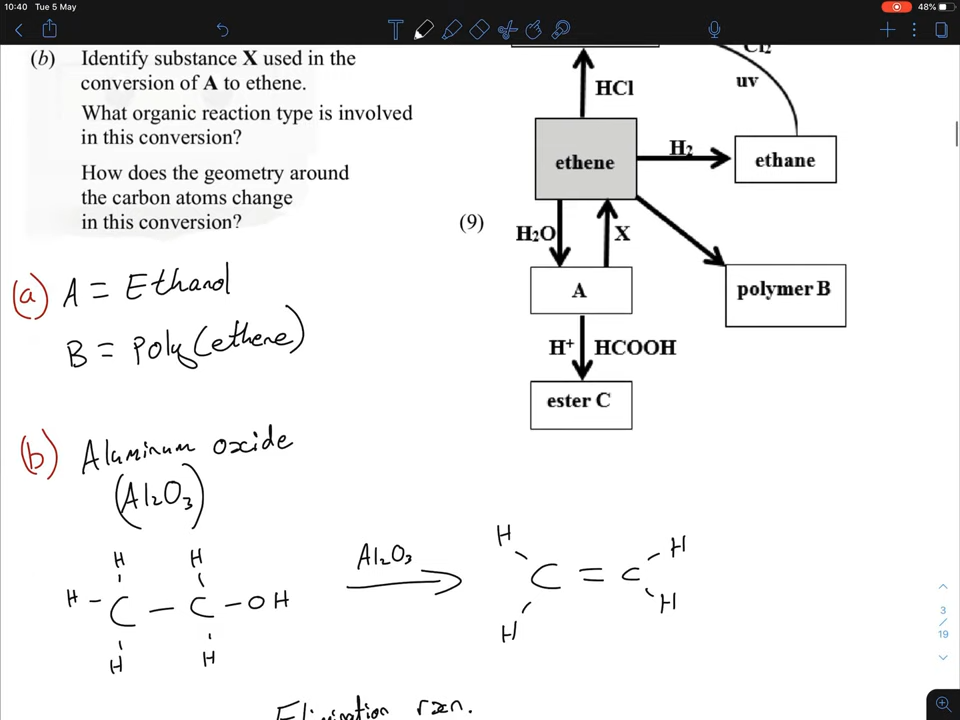 10:40 Tue 5 May
48%
(b) Identify substance X used in the
conversion of A to ethene.
What organic reaction type is involved
in this conversion?
How does the geometry around
the carbon atoms change
in this conversion?
(9)
Cl2
uv
HCl
ethene
H2
ethane
H2O
X
A
polymer B
H+ HCOOH
ester C
(a) A = Ethanol
B = Poly(ethene)
(b) Aluminum oxide
(Al2O3)
H H
H - C - C - OH
H H
Al2O3
H H
C = C
H H
Elimination rxn.
3
/
19